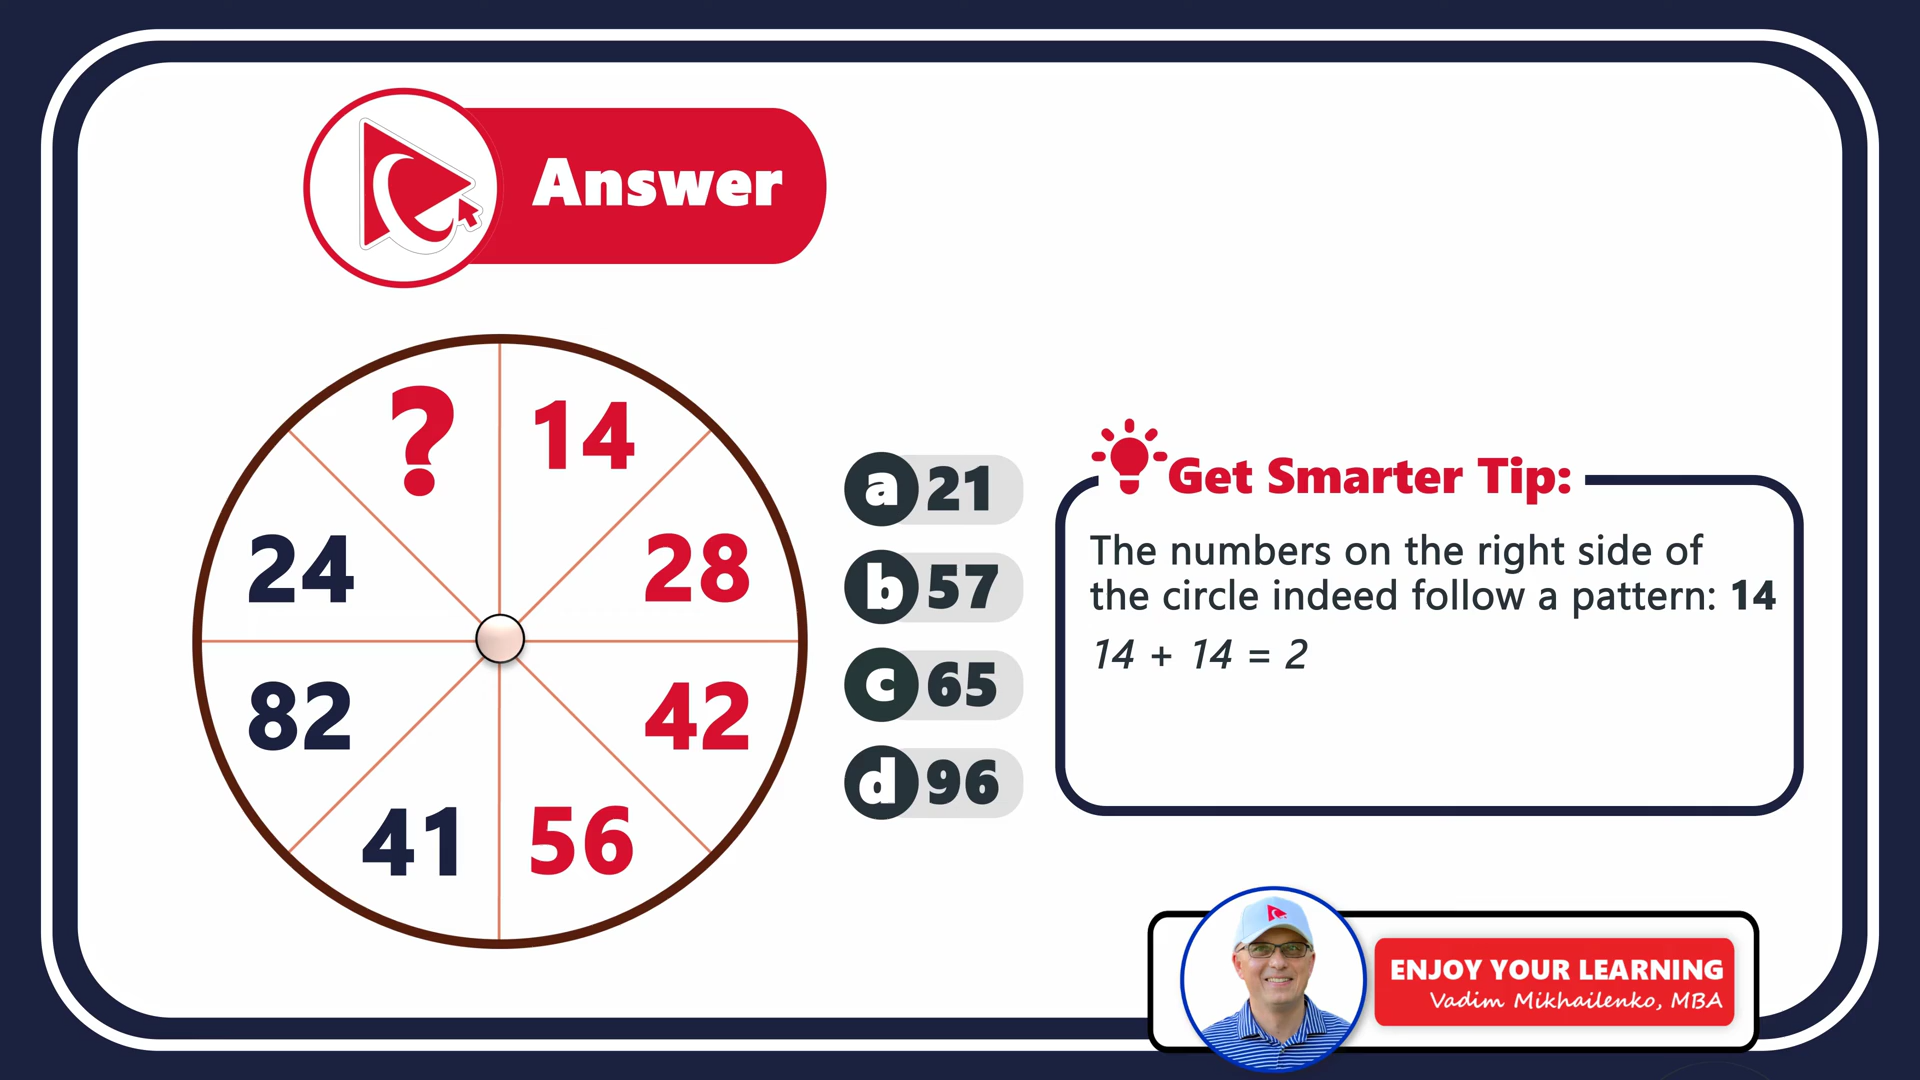 Answer
?
14
24
28
82
42
41
56
a 21
b 57
c 65
d 96
Get Smarter Tip:
The numbers on the right side of
the circle indeed follow a pattern: 14
14 + 14 = 2
ENJOY YOUR LEARNING
Vadim Mikhailenko, MBA